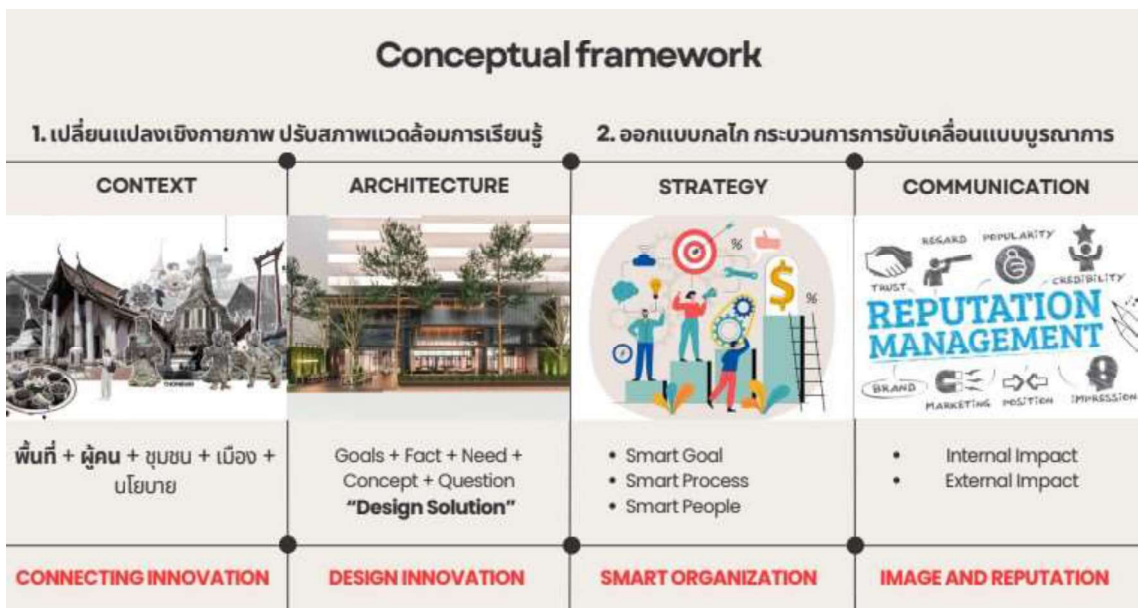 Conceptual framework
1. เปลี่ยนแปลงเชิงกายภาพ ปรับสภาพแวดล้อมการเรียนรู้
2. ออกแบบกลไก กระบวนการการขับเคลื่อนแบบบูรณาการ
CONTEXT
ARCHITECTURE
STRATEGY
COMMUNICATION
%
$
%
REGARD
POPULARITY
TRUST
CREDIBILITY
REPUTATION
MANAGEMENT
BRAND
MARKETING
POSITION
IMPRESSION
พื้นที่ + ผู้คน + ชุมชน + เมือง +
นโยบาย
Goals + Fact + Need +
Concept + Question
“Design Solution”
• Smart Goal
• Smart Process
• Smart People
• Internal Impact
• External Impact
CONNECTING INNOVATION
DESIGN INNOVATION
SMART ORGANIZATION
IMAGE AND REPUTATION